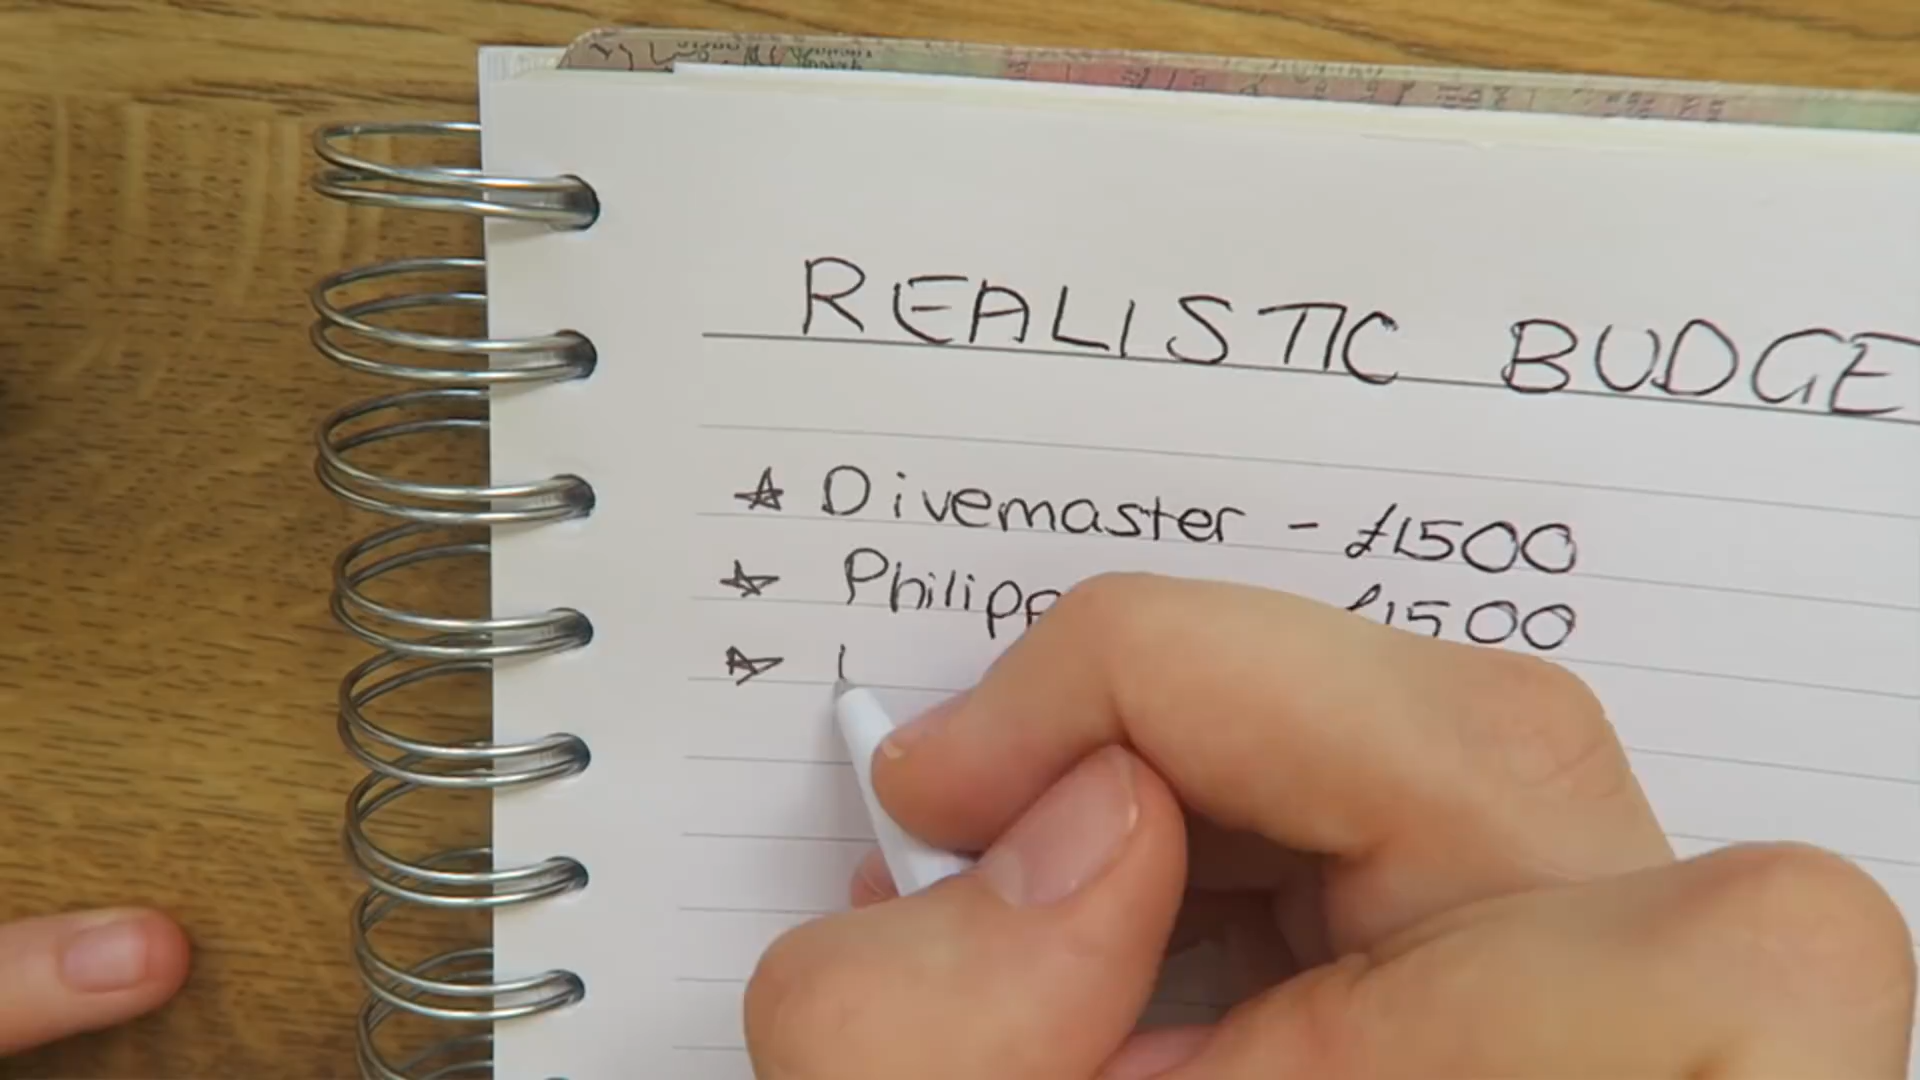 REALISTIC BUDGE
☆ Divemaster - £1500
☆ Philipp £1500
☆